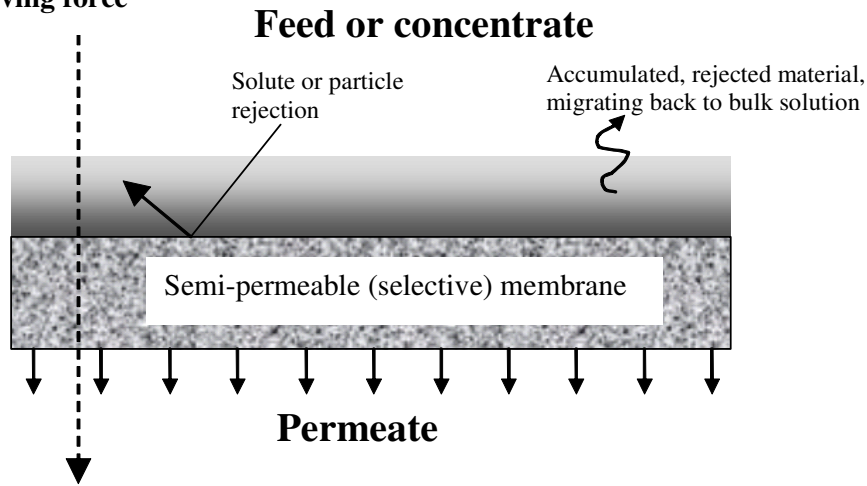 force
Feed or concentrate
Solute or particle
rejection
Accumulated, rejected material,
migrating back to bulk solution
Semi-permeable (selective) membrane
Permeate